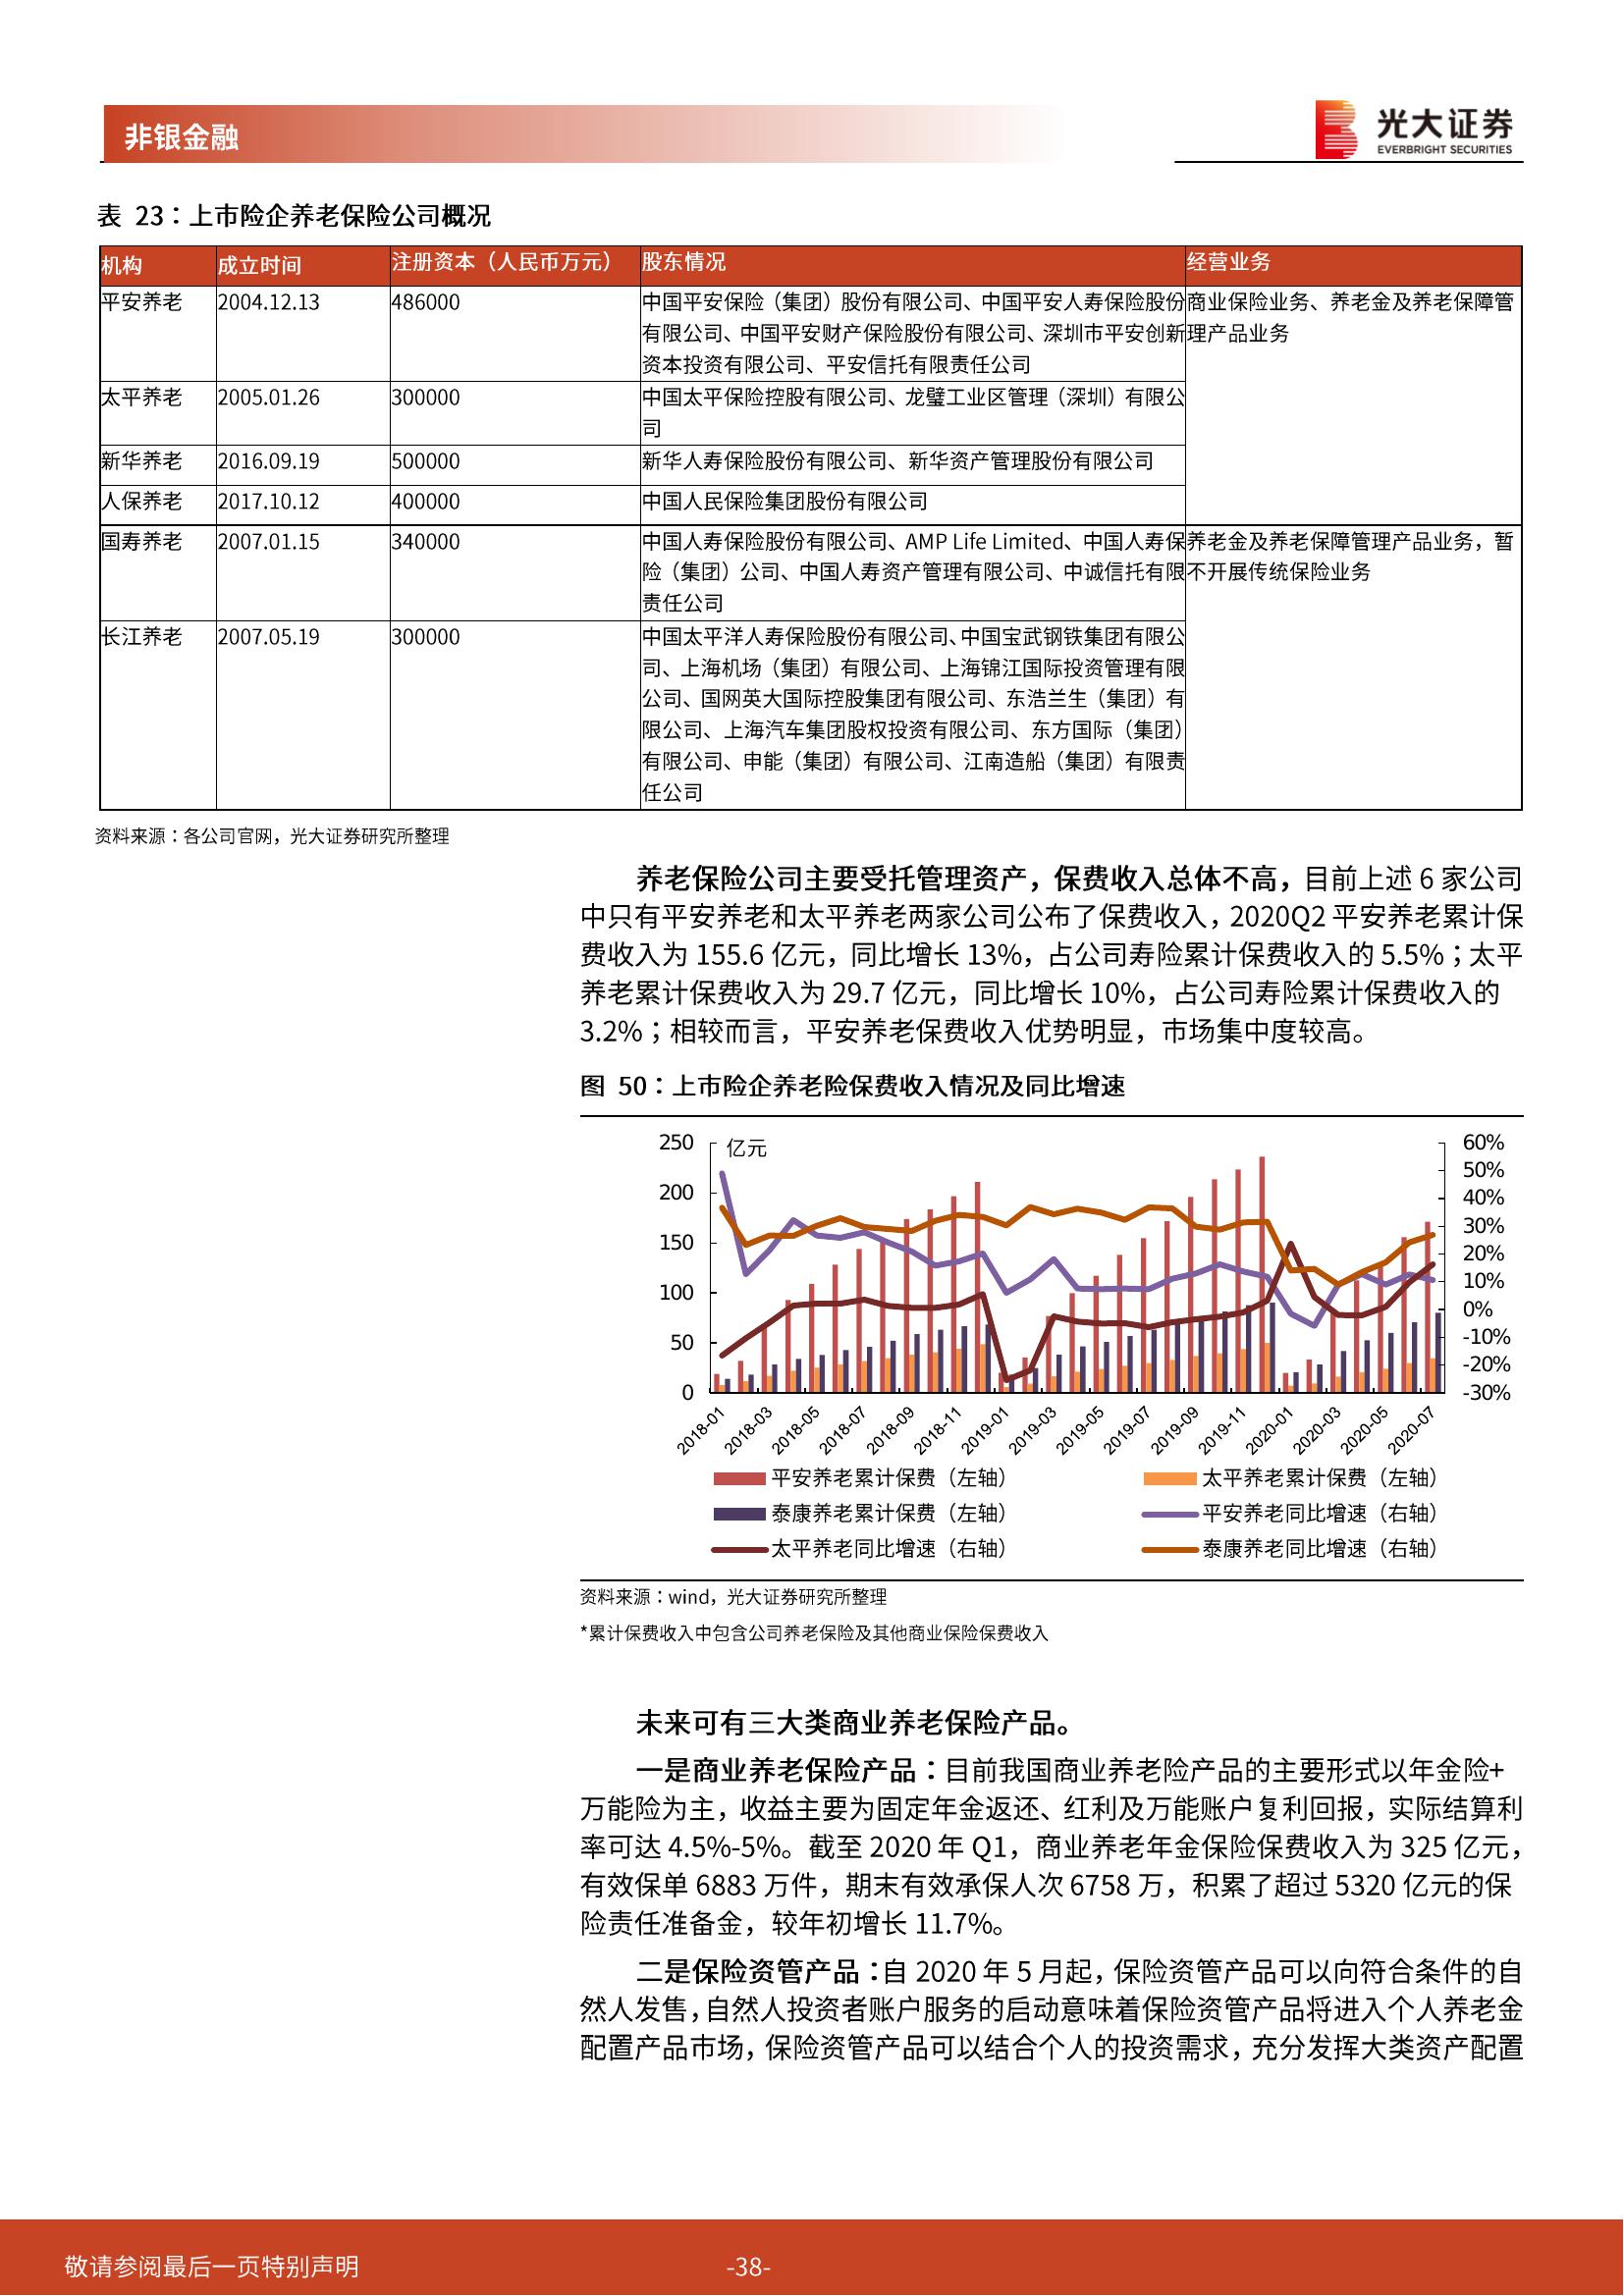 非银金融
光大证券
EVERBRIGHT SECURITIES
表 23：上市险企养老保险公司概况
机构 成立时间 注册资本（人民币万元） 股东情况 经营业务
平安养老 2004.12.13 486000 中国平安保险（集团）股份有限公司、中国平安人寿保险股份 商业保险业务、养老金及养老保障管
有限公司、中国平安财产保险股份有限公司、深圳市平安创新 理产品业务
资本投资有限公司、平安信托有限责任公司
太平养老 2005.01.26 300000 中国太平保险控股有限公司、龙璧工业区管理（深圳）有限公
司
新华养老 2016.09.19 500000 新华人寿保险股份有限公司、新华资产管理股份有限公司
人保养老 2017.10.12 400000 中国人民保险集团股份有限公司
国寿养老 2007.01.15 340000 中国人寿保险股份有限公司、AMP Life Limited、中国人寿保 养老金及养老保障管理产品业务，暂
险（集团）公司、中国人寿资产管理有限公司、中诚信托有限 不开展传统保险业务
责任公司
长江养老 2007.05.19 300000 中国太平洋人寿保险股份有限公司、中国宝武钢铁集团有限公
司、上海机场（集团）有限公司、上海锦江国际投资管理有限
公司、国网英大国际控股集团有限公司、东浩兰生（集团）有
限公司、上海汽车集团股权投资有限公司、东方国际（集团）
有限公司、申能（集团）有限公司、江南造船（集团）有限责
任公司
资料来源：各公司官网，光大证券研究所整理
养老保险公司主要受托管理资产，保费收入总体不高，目前上述 6 家公司
中只有平安养老和太平养老两家公司公布了保费收入，2020Q2 平安养老累计保
费收入为 155.6 亿元，同比增长 13%，占公司寿险累计保费收入的 5.5%；太平
养老累计保费收入为 29.7 亿元，同比增长 10%，占公司寿险累计保费收入的
3.2%；相较而言，平安养老保费收入优势明显，市场集中度较高。
图 50：上市险企养老险保费收入情况及同比增速
亿元
250
200
150
100
50
0
60%
50%
40%
30%
20%
10%
0%
-10%
-20%
-30%
2018-01 2018-03 2018-05 2018-07 2018-09 2018-11 2019-01 2019-03 2019-05 2019-07 2019-09 2019-11 2020-01 2020-03 2020-05 2020-07
平安养老累计保费（左轴） 太平养老累计保费（左轴）
泰康养老累计保费（左轴） 平安养老同比增速（右轴）
太平养老同比增速（右轴） 泰康养老同比增速（右轴）
资料来源：wind，光大证券研究所整理
*累计保费收入中包含公司养老保险及其他商业保险保费收入
未来可有三大类商业养老保险产品。
一是商业养老保险产品：目前我国商业养老险产品的主要形式以年金险+
万能险为主，收益主要为固定年金返还、红利及万能账户复利回报，实际结算利
率可达 4.5%-5%。截至 2020 年 Q1，商业养老年金保险保费收入为 325 亿元，
有效保单 6883 万件，期末有效承保人次 6758 万，积累了超过 5320 亿元的保
险责任准备金，较年初增长 11.7%。
二是保险资管产品：自 2020 年 5 月起，保险资管产品可以向符合条件的自
然人发售，自然人投资者账户服务的启动意味着保险资管产品将进入个人养老金
配置产品市场，保险资管产品可以结合个人的投资需求，充分发挥大类资产配置
敬请参阅最后一页特别声明
-38-